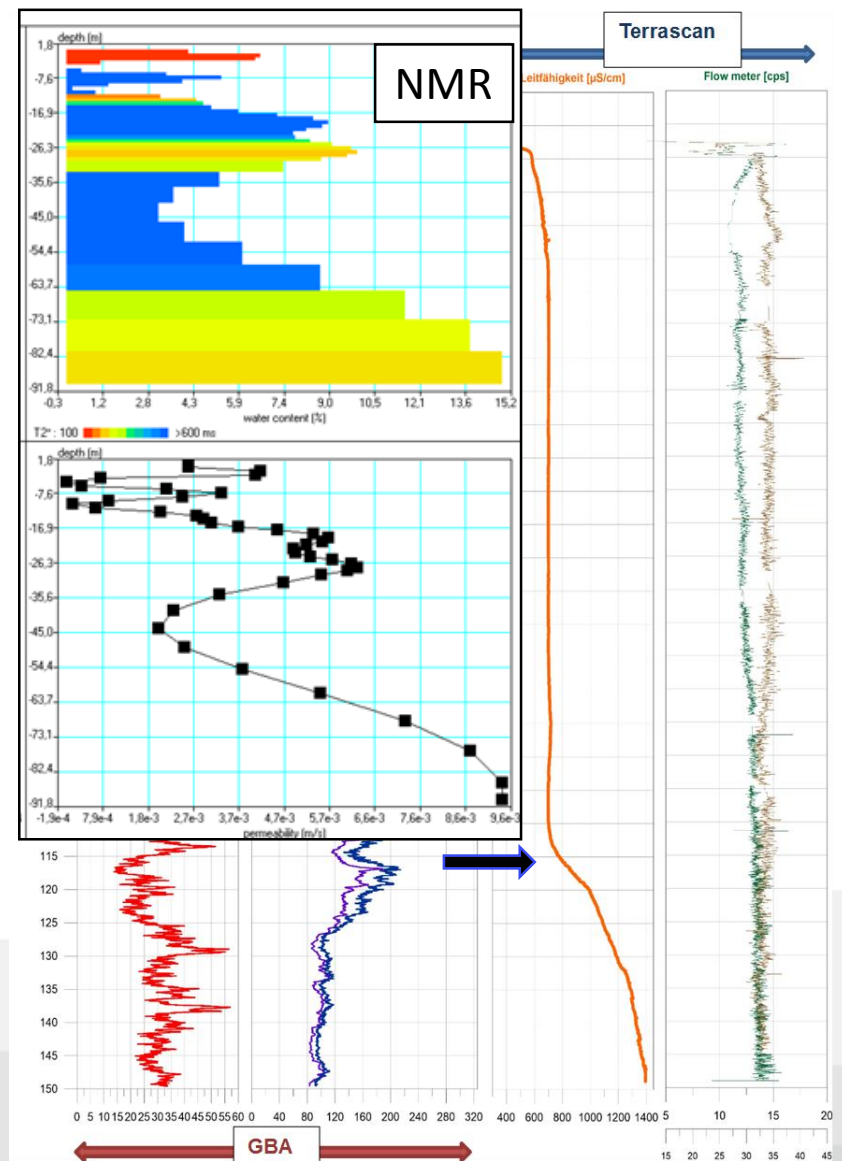 Terrascan
Leitfähigkeit [µS/cm]
Flow meter [cps]
NMR
depth [m]
1,8
-7,6
-16,9
-26,3
-35,6
-45,0
-54,4
-63,7
-73,1
-82,4
-91,8
-0,3 1,2 2,8 4,3 5,9 7,4 9,0 10,5 12,1 13,6 15,2
water content [%]
T2* : 100 >600 ms
depth [m]
1,8
-7,6
-16,9
-26,3
-35,6
-45,0
-54,4
-63,7
-73,1
-82,4
-91,8
-1,9e-4 7,9e-4 1,8e-3 2,7e-3 3,7e-3 4,7e-3 5,7e-3 6,6e-3 7,6e-3 8,6e-3 9,6e-3
permeability [m/s]
115
120
125
130
135
140
145
150
0 5 10 15 20 25 30 35 40 45 50 55 60 0 40 80 120 160 200 240 280 320 400 600 800 1000 1200 1400 5 10 15 20
15 20 25 30 33 35 40 45
GBA